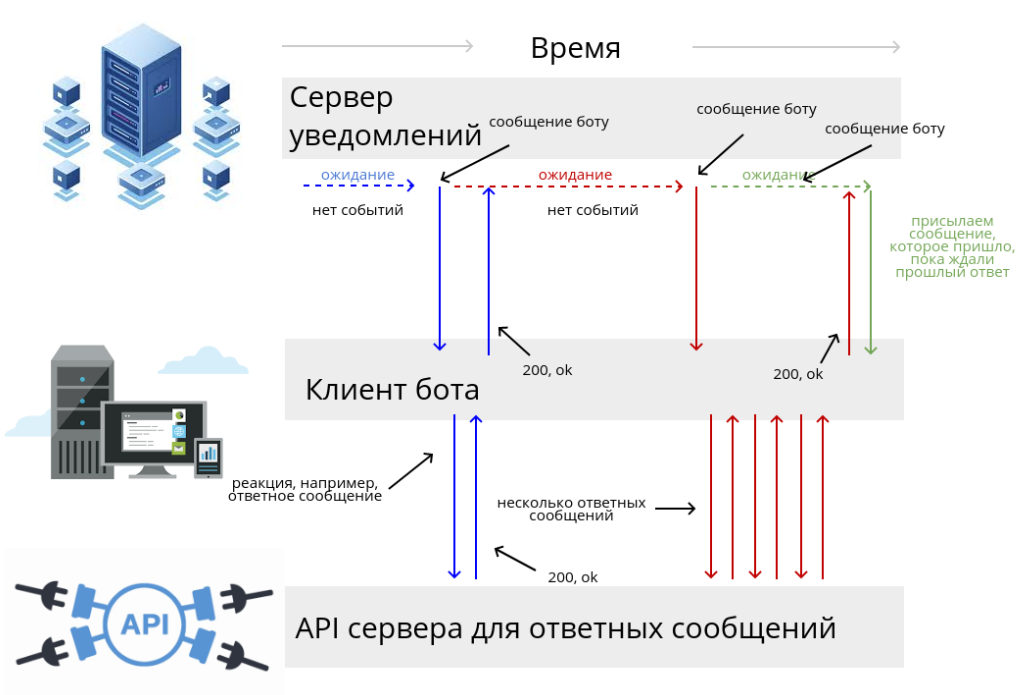 Время
Сервер
уведомлений
сообщение боту
сообщение боту
сообщение боту
ожидание
ожидание
ожидание
нет событий
нет событий
присылаем
сообщение,
которое пришло,
пока ждали
прошлый ответ
200, ok
200, ok
Клиент бота
реакция, например,
ответное сообщение
несколько ответных
сообщений
200, ok
API
API сервера для ответных сообщений